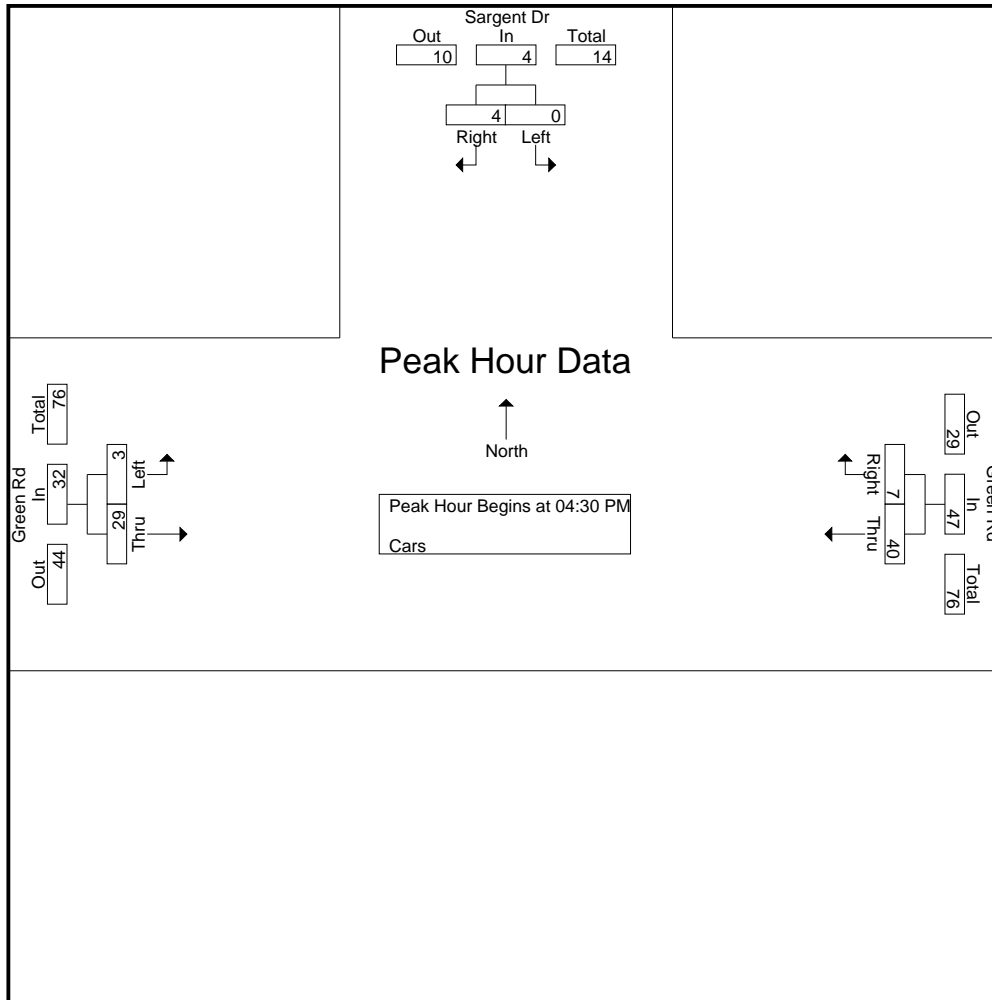 Sargent Dr
Out In Total
10 4 14
4 0
Right Left
Peak Hour Data
North
Peak Hour Begins at 04:30 PM
Cars
Green Rd
Total In Out
76 32 44
3 29
Left Thru
Green Rd
Out In Total
29 47 76
7 40
Right Thru